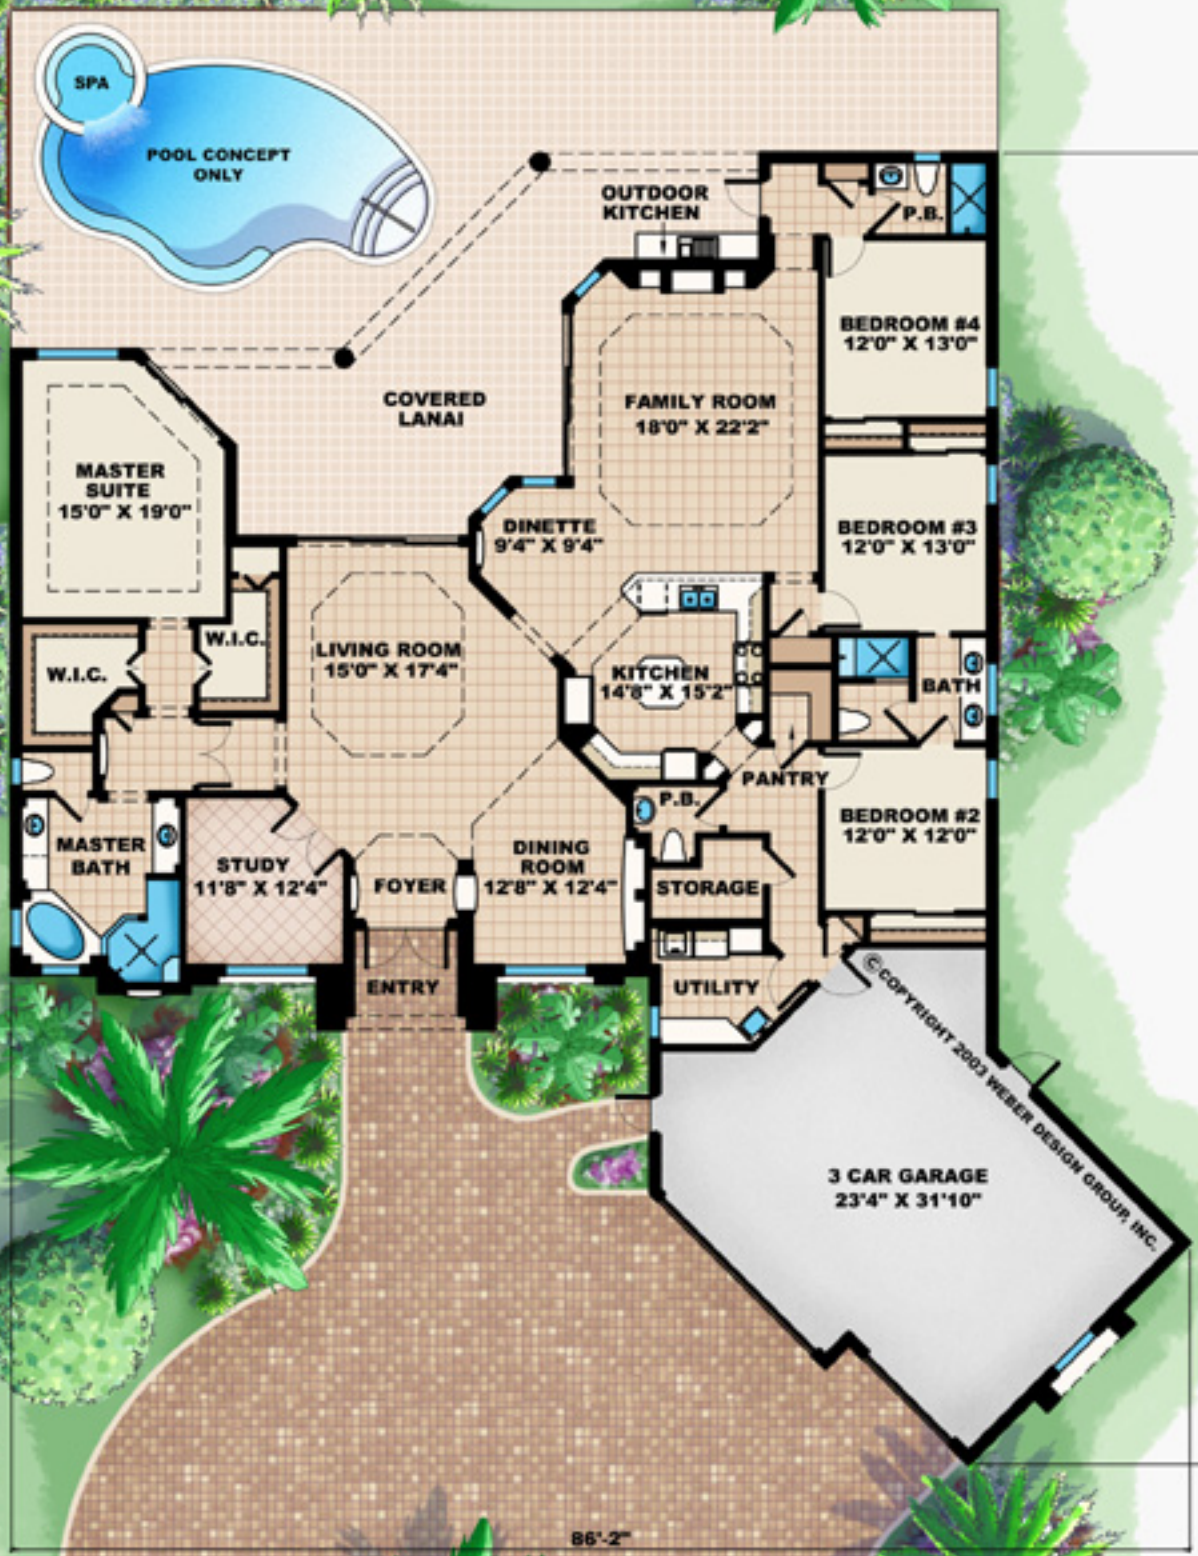 SPA
POOL CONCEPT
ONLY
OUTDOOR
KITCHEN
P.B.
BEDROOM #4
12'0" X 13'0"
COVERED
LANAI
FAMILY ROOM
18'0" X 22'2"
MASTER
SUITE
15'0" X 19'0"
DINETTE
9'4" X 9'4"
BEDROOM #3
12'0" X 13'0"
W.I.C.
W.I.C.
LIVING ROOM
15'0" X 17'4"
KITCHEN
14'8" X 15'2"
BATH
PANTRY
P.B.
BEDROOM #2
12'0" X 12'0"
MASTER
BATH
STUDY
11'8" X 12'4"
FOYER
DINING
ROOM
12'8" X 12'4"
STORAGE
ENTRY
UTILITY
©COPYRIGHT 2003 WEBER DESIGN GROUP, INC.
3 CAR GARAGE
23'4" X 31'10"
86'-2"